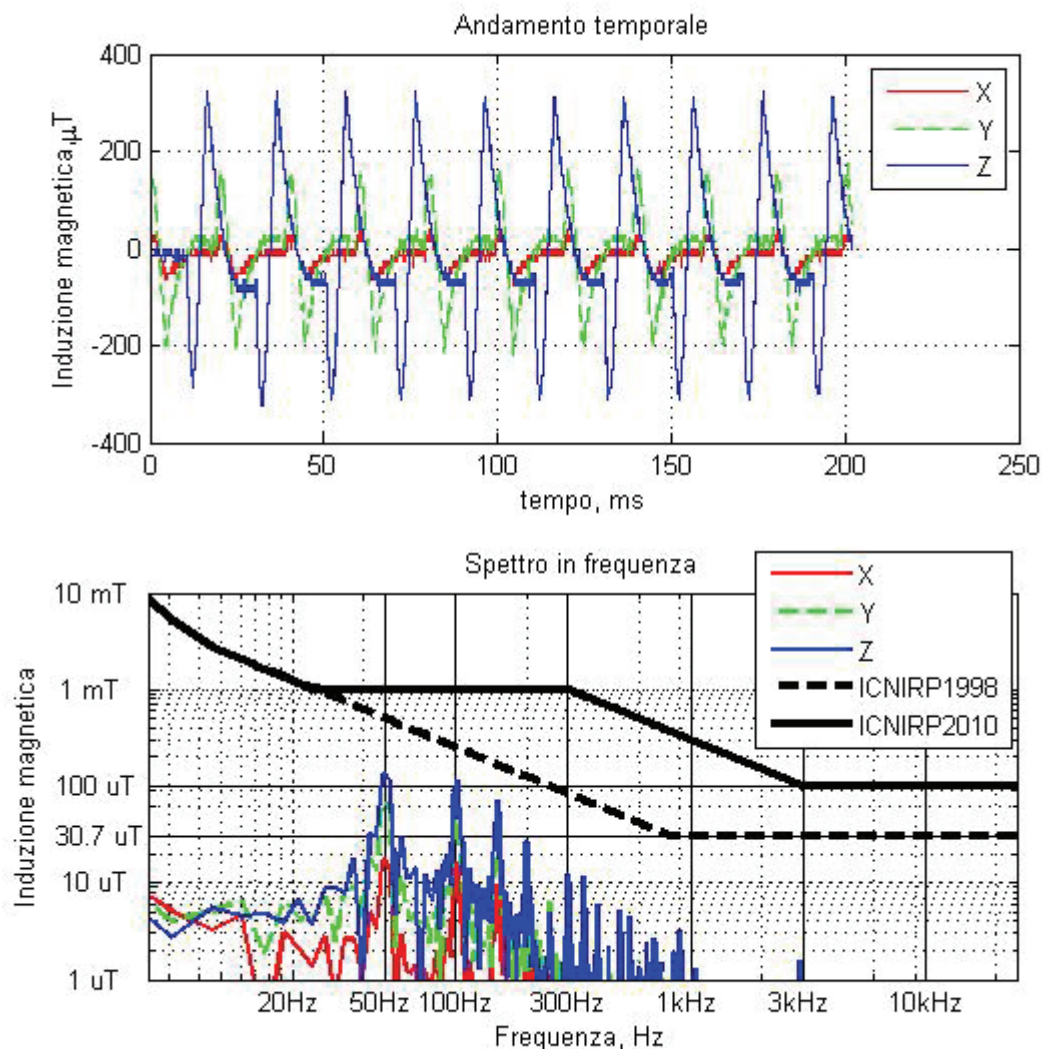 Andamento temporale
Induzione magnetica,μT
400
200
0
-200
-400
X
Y
Z
0
50
100
150
200
250
tempo, ms
Spettro in frequenza
Induzione magnetica
10 mT
1 mT
100 uT
30.7 uT
10 uT
1 uT
X
Y
Z
ICNIRP1998
ICNIRP2010
20Hz
50Hz
100Hz
300Hz
1kHz
3kHz
10kHz
Frequenza, Hz